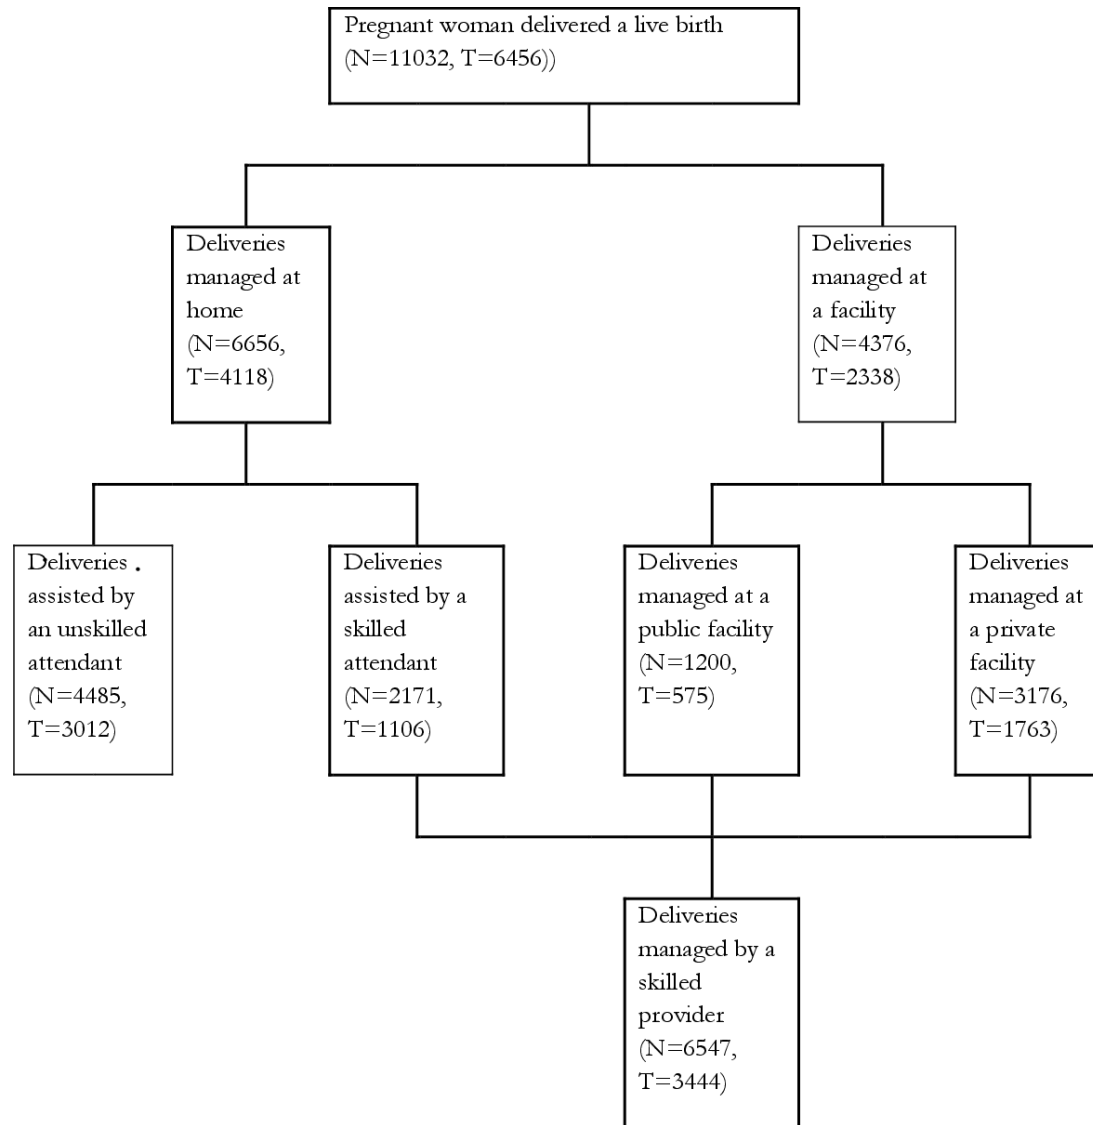 Pregnant woman delivered a live birth
(N=11032, T=6456))
Deliveries
managed at
home
(N=6656,
T=4118)
Deliveries
managed at
a facility
(N=4376,
T=2338)
Deliveries .
assisted by
an unskilled
attendant
(N=4485,
T=3012)
Deliveries
assisted by a
skilled
attendant
(N=2171,
T=1106)
Deliveries
managed at a
public facility
(N=1200,
T=575)
Deliveries
managed at
a private
facility
(N=3176,
T=1763)
Deliveries
managed by a
skilled
provider
(N=6547,
T=3444)